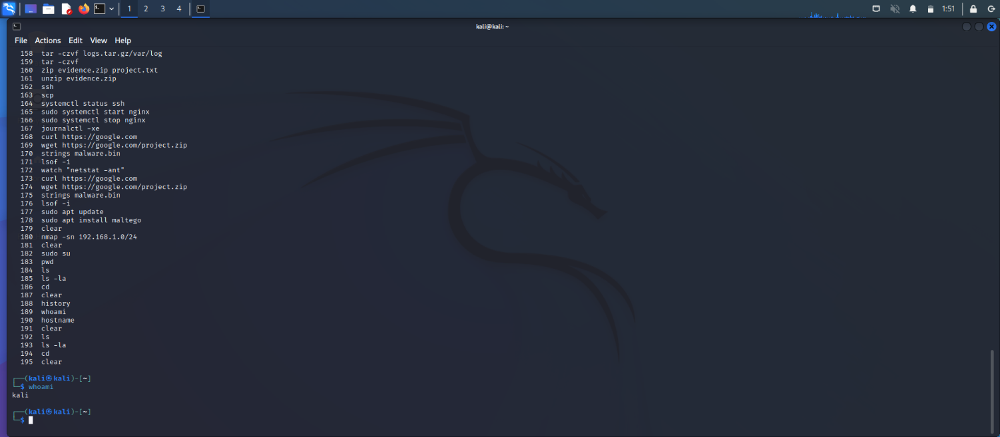 1 2 3 4
1:51
kali@kali: ~
File Actions Edit View Help
158 tar -czvf logs.tar.gz/var/log
159 tar -czvf
160 zip evidence.zip project.txt
161 unzip evidence.zip
162 ssh
163 scp
164 systemctl status ssh
165 sudo systemctl start nginx
166 sudo systemctl stop nginx
167 journalctl -xe
168 curl https://google.com
169 wget https://google.com/project.zip
170 strings malware.bin
171 lsof -i
172 watch "netstat -ant"
173 curl https://google.com
174 wget https://google.com/project.zip
175 strings malware.bin
176 lsof -i
177 sudo apt update
178 sudo apt install maltego
179 clear
180 nmap -sn 192.168.1.0/24
181 clear
182 sudo su
183 pwd
184 ls
185 ls -la
186 cd
187 clear
188 history
189 whoami
190 hostname
191 clear
192 ls
193 ls -la
194 cd
195 clear
┌──(kali㉿kali)-[~]
└─$ whoami
kali
┌──(kali㉿kali)-[~]
└─$